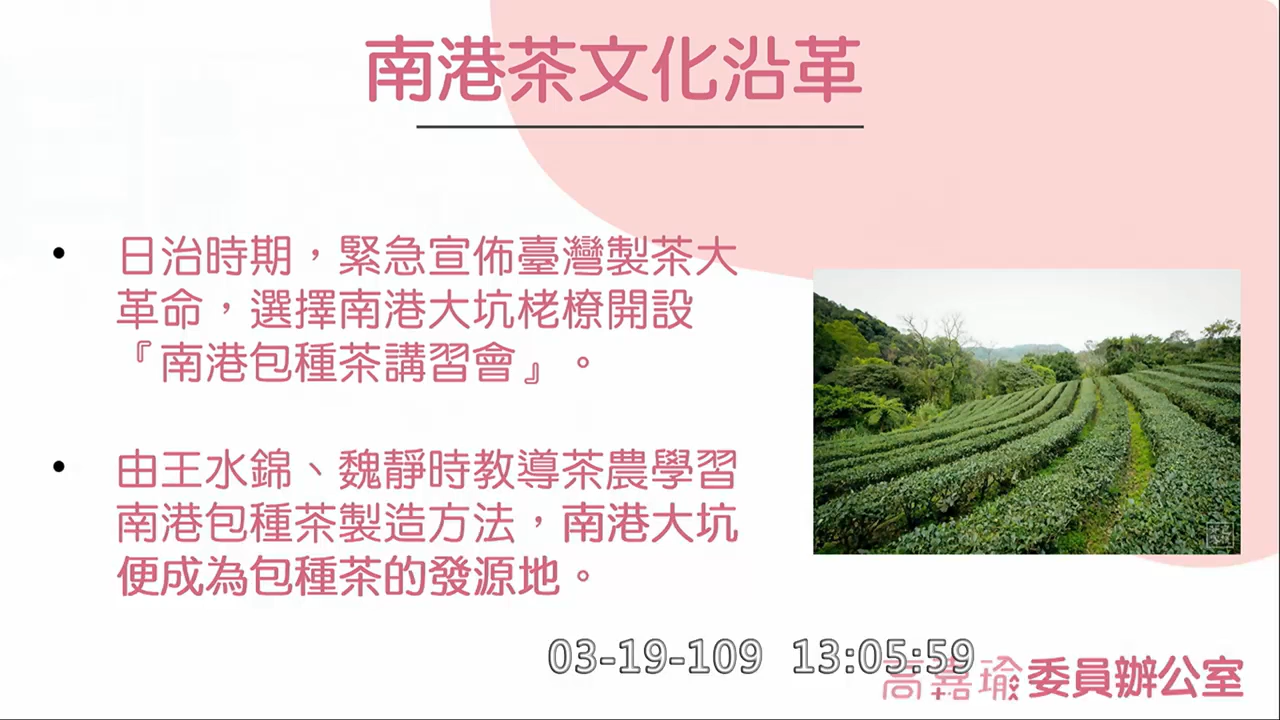 南港茶文化沿革
• 日治時期，緊急宣佈臺灣製茶大
革命，選擇南港大坑栳橑開設
『南港包種茶講習會』。
• 由王水錦、魏靜時教導茶農學習
南港包種茶製造方法，南港大坑
便成為包種茶的發源地。
03-19-109 13:05:59
高嘉瑜委員辦公室